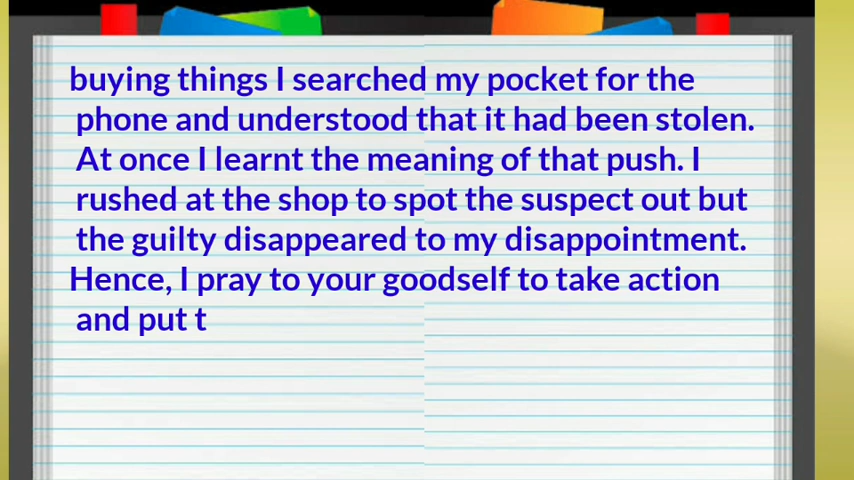 buying things I searched my pocket for the
phone and understood that it had been stolen.
At once I learnt the meaning of that push. I
rushed at the shop to spot the suspect out but
the guilty disappeared to my disappointment.
Hence, I pray to your goodself to take action
and put t